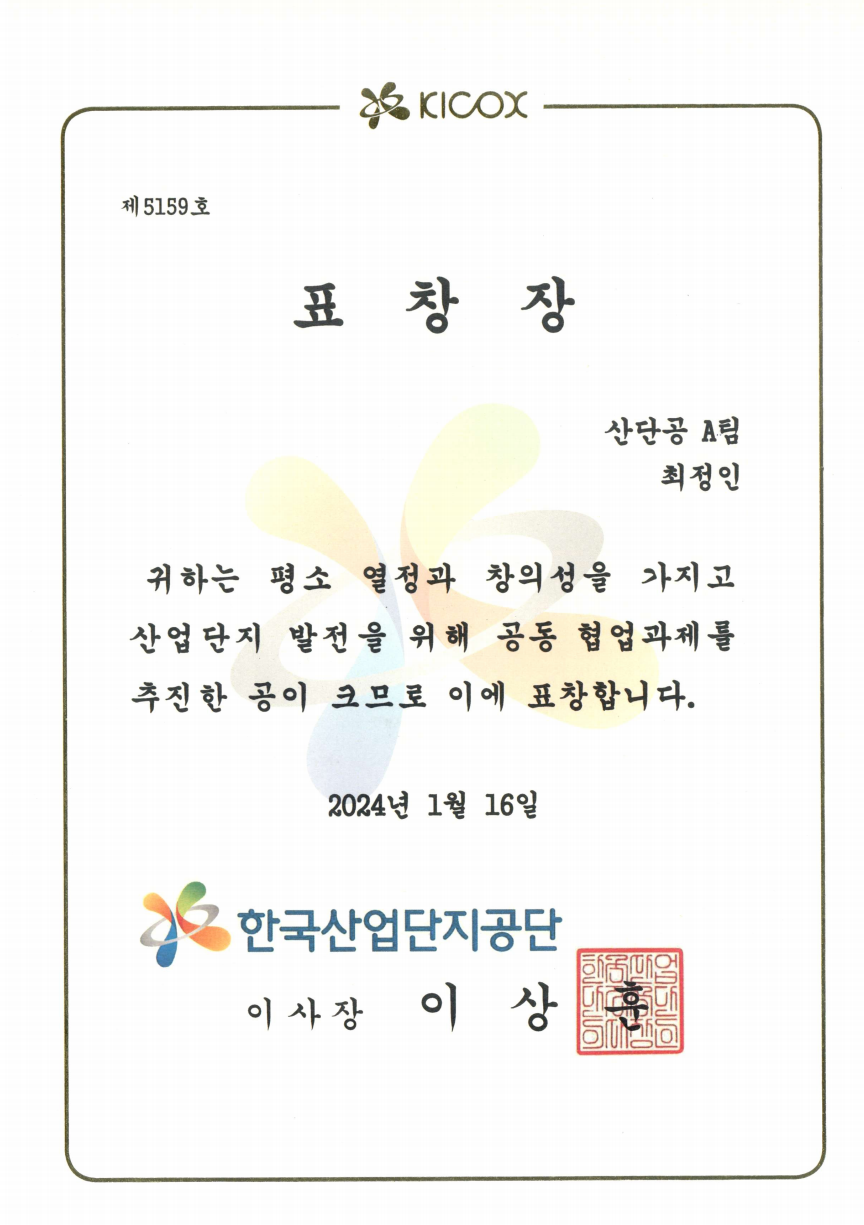 KICOX
제5159호
표 창 장
산단공 A팀
최정인
귀하는 평소 열정과 창의성을 가지고
산업단지 발전을 위해 공동 협업과제를
추진한 공이 크므로 이에 표창합니다.
2024년 1월 16일
한국산업단지공단
이사장 이 상 훈